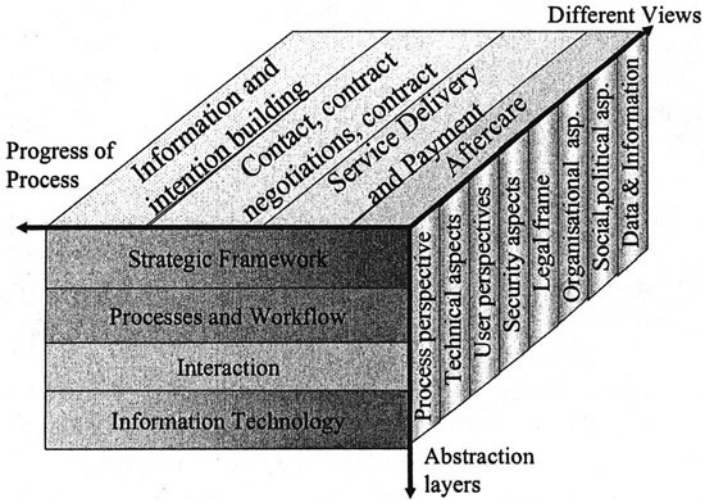 Different Views
Information and
intention building
Contact, contract
negotiations, contract
Service Delivery
and Payment
Aftercare
Progress of
Process
Strategic Framework
Processes and Workflow
Interaction
Information Technology
Process perspective
Technical aspects
User perspectives
Security aspects
Legal frame
Organisational asp.
Social,political asp.
Data & Information
Abstraction
layers